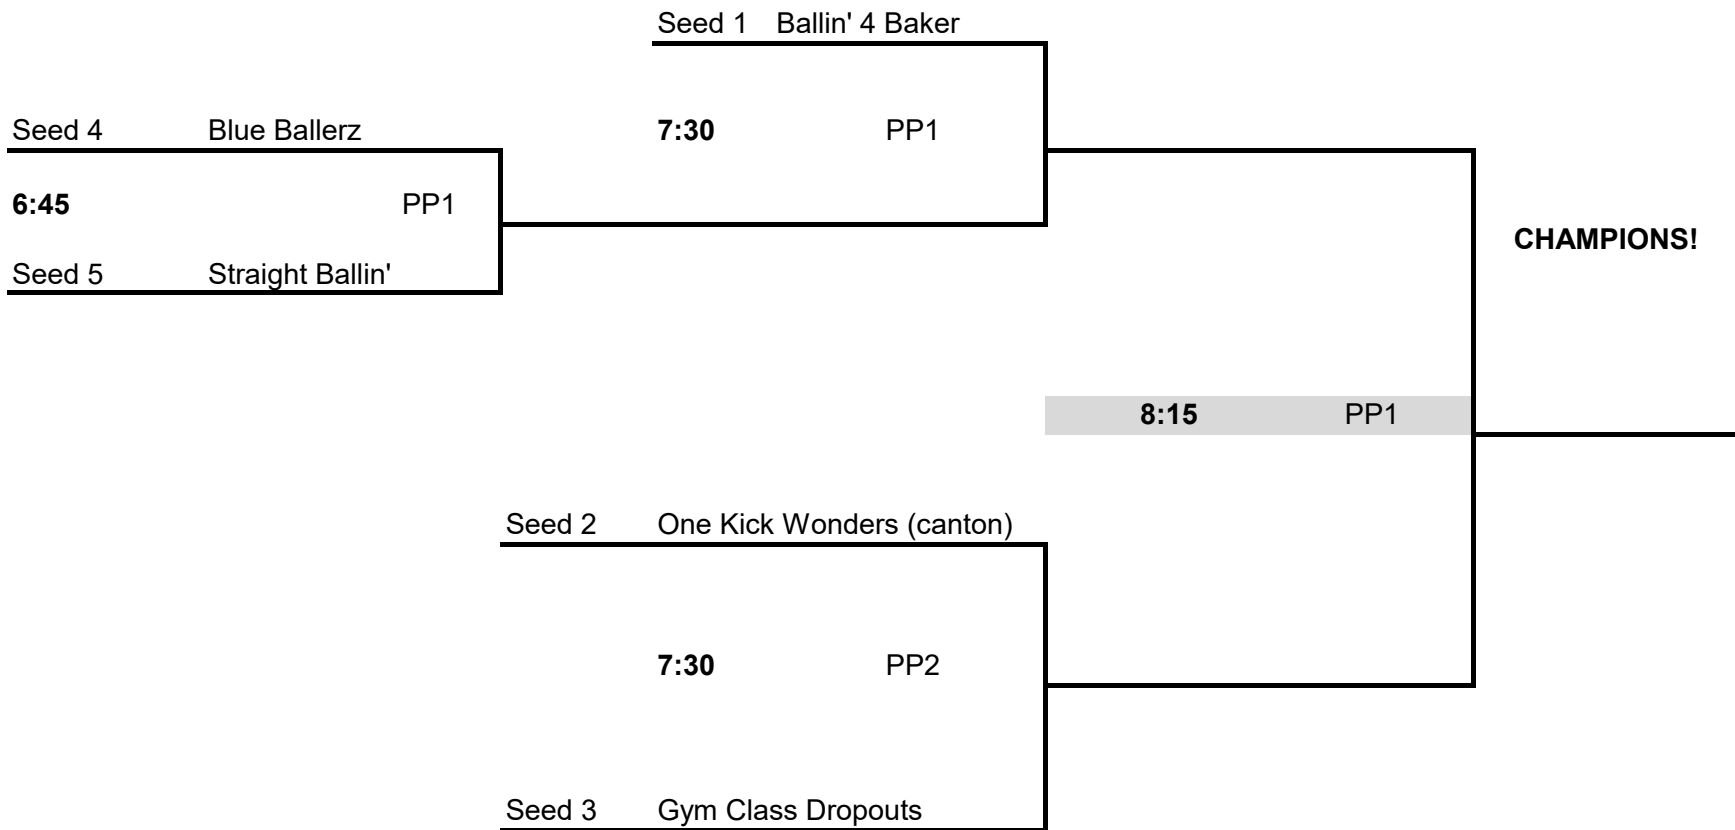 Seed 1 Ballin' 4 Baker
Seed 4 Blue Ballerz
7:30 PP1
6:45 PP1
CHAMPIONS!
Seed 5 Straight Ballin'
8:15 PP1
Seed 2 One Kick Wonders (canton)
7:30 PP2
Seed 3 Gym Class Dropouts